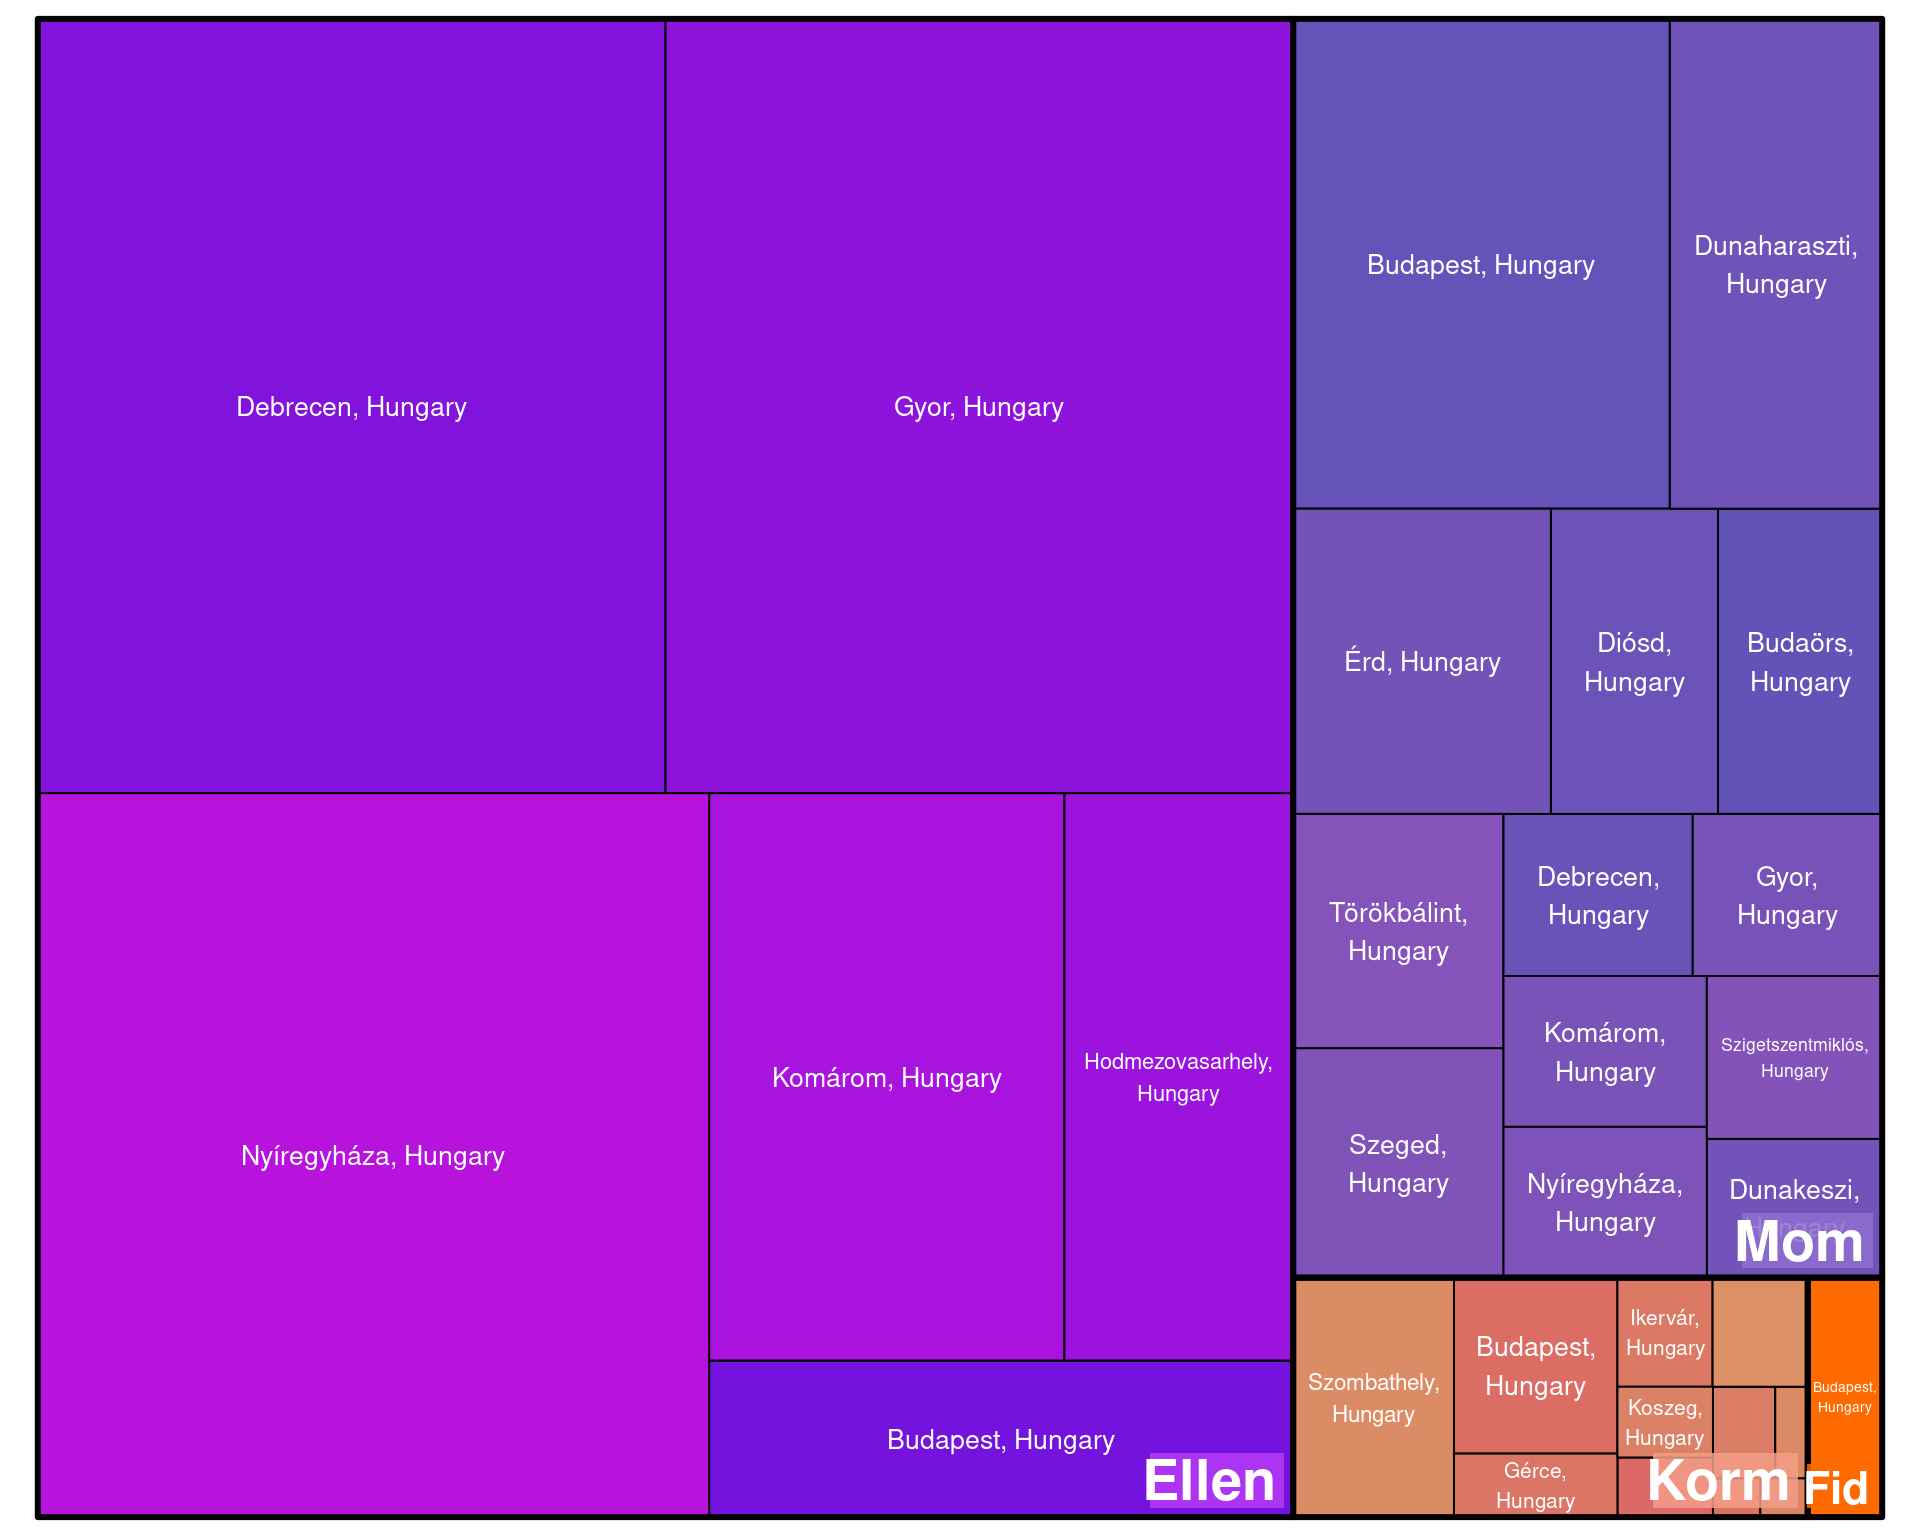 Debrecen, Hungary
Gyor, Hungary
Nyíregyháza, Hungary
Komárom, Hungary
Hodmezovasarhely,
Hungary
Budapest, Hungary
Ellen
Budapest, Hungary
Dunaharaszti,
Hungary
Érd, Hungary
Diósd,
Hungary
Budaörs,
Hungary
Törökbálint,
Hungary
Debrecen,
Hungary
Gyor,
Hungary
Szeged,
Hungary
Komárom,
Hungary
Szigetszentmiklós,
Hungary
Nyíregyháza,
Hungary
Dunakeszi,
Hungary
Mom
Szombathely,
Hungary
Budapest,
Hungary
Gérce,
Hungary
Ikervár,
Hungary
Koszeg,
Hungary
Korm
Budapest,
Hungary
Fid